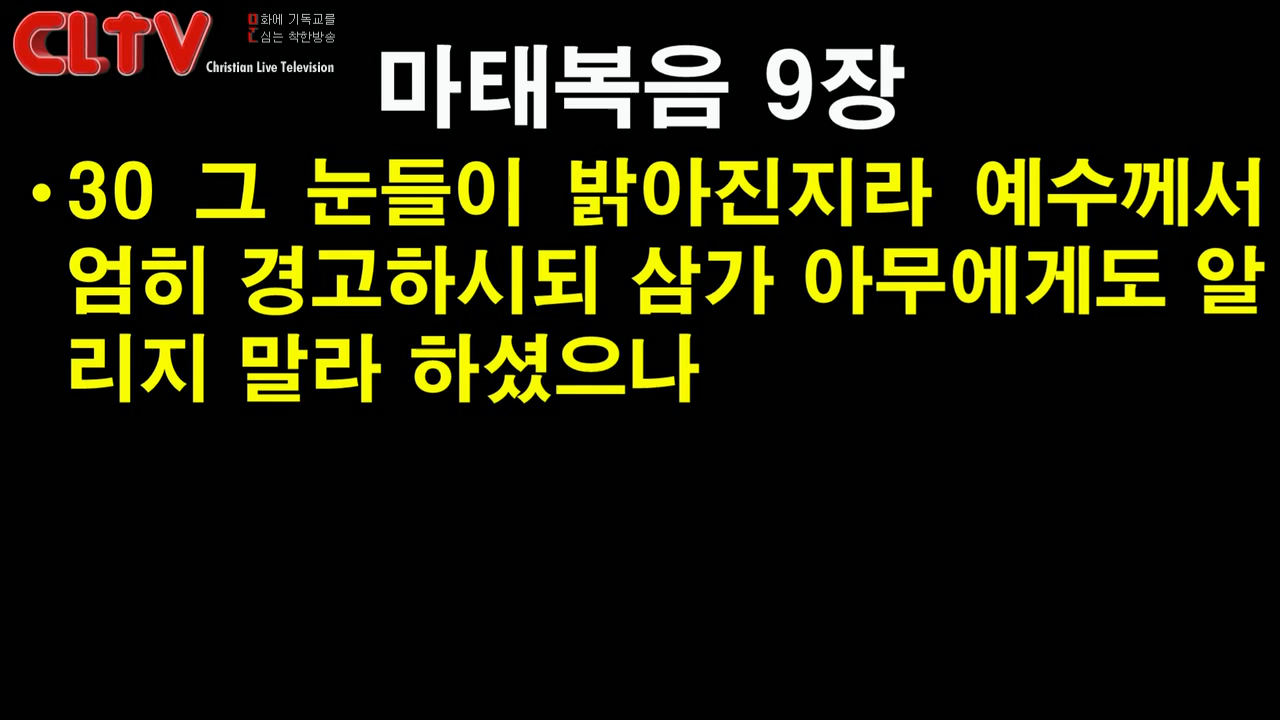 CLTV
문화에 기독교를
심는 착한방송
Christian Live Television
마태복음 9장
• 30 그 눈들이 밝아진지라 예수께서
엄히 경고하시되 삼가 아무에게도 알
리지 말라 하셨으나